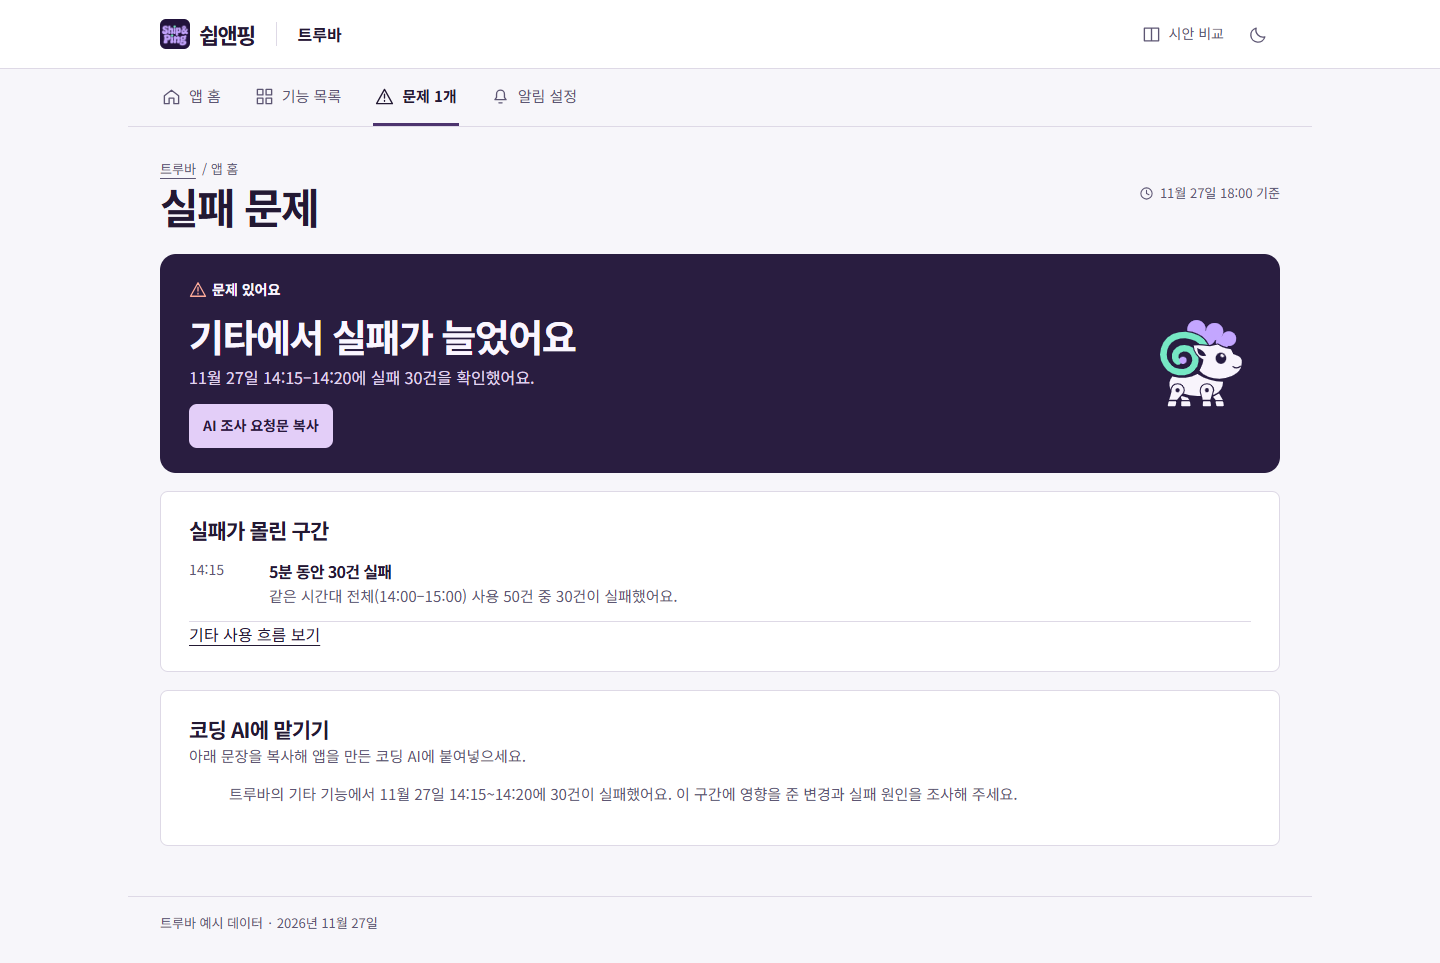 Ship&
Ping
쉽앤핑
트루바
시안 비교
앱 홈
기능 목록
문제 1개
알림 설정
트루바 / 앱 홈
실패 문제
11월 27일 18:00 기준
문제 있어요
기타에서 실패가 늘었어요
11월 27일 14:15–14:20에 실패 30건을 확인했어요.
AI 조사 요청문 복사
실패가 몰린 구간
14:15
5분 동안 30건 실패
같은 시간대 전체(14:00–15:00) 사용 50건 중 30건이 실패했어요.
기타 사용 흐름 보기
코딩 AI에 맡기기
아래 문장을 복사해 앱을 만든 코딩 AI에 붙여넣으세요.
트루바의 기타 기능에서 11월 27일 14:15~14:20에 30건이 실패했어요. 이 구간에 영향을 준 변경과 실패 원인을 조사해 주세요.
트루바 예시 데이터 · 2026년 11월 27일